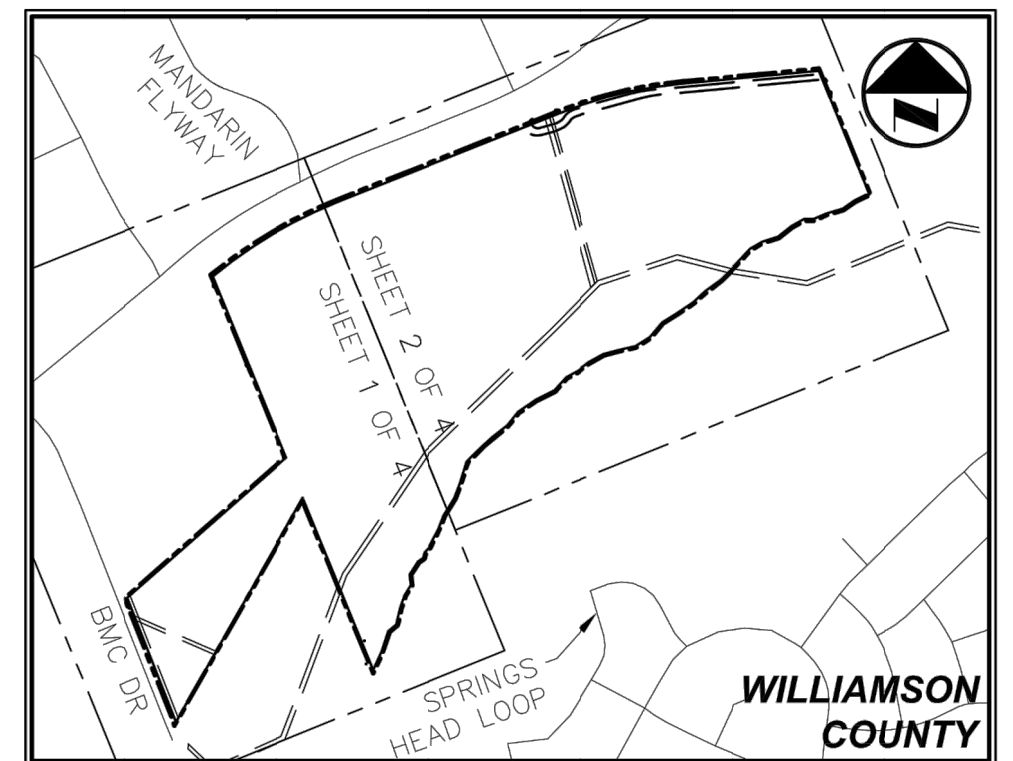 MANDARIN
FLYWAY
N
SHEET 2 OF 4
SHEET 1 OF 4
BMC DR
SPRINGS
HEAD LOOP
WILLIAMSON
COUNTY